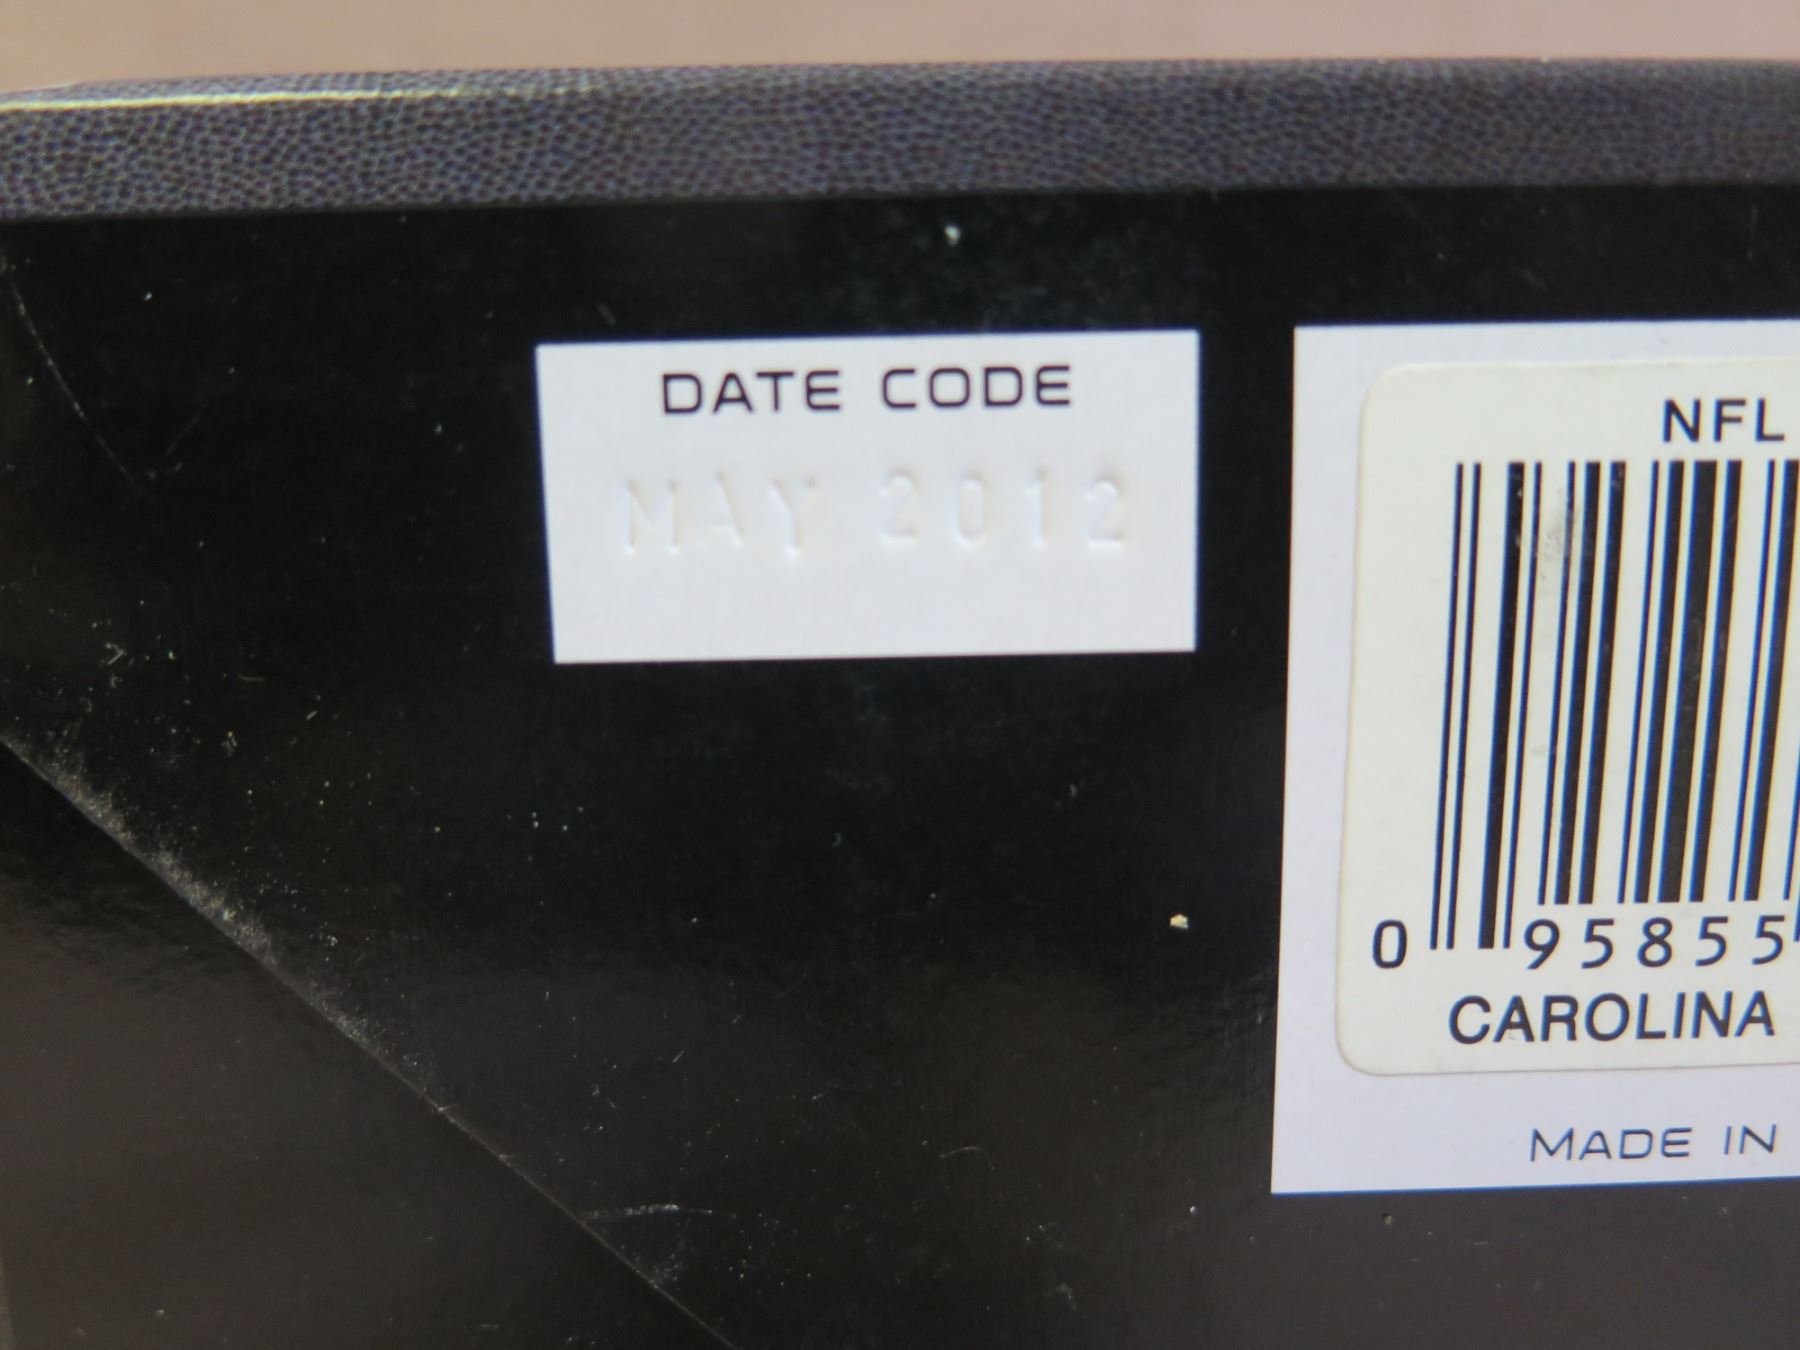 DATE CODE
MAY 2012
NFL
0 95855
CAROLINA
MADE IN